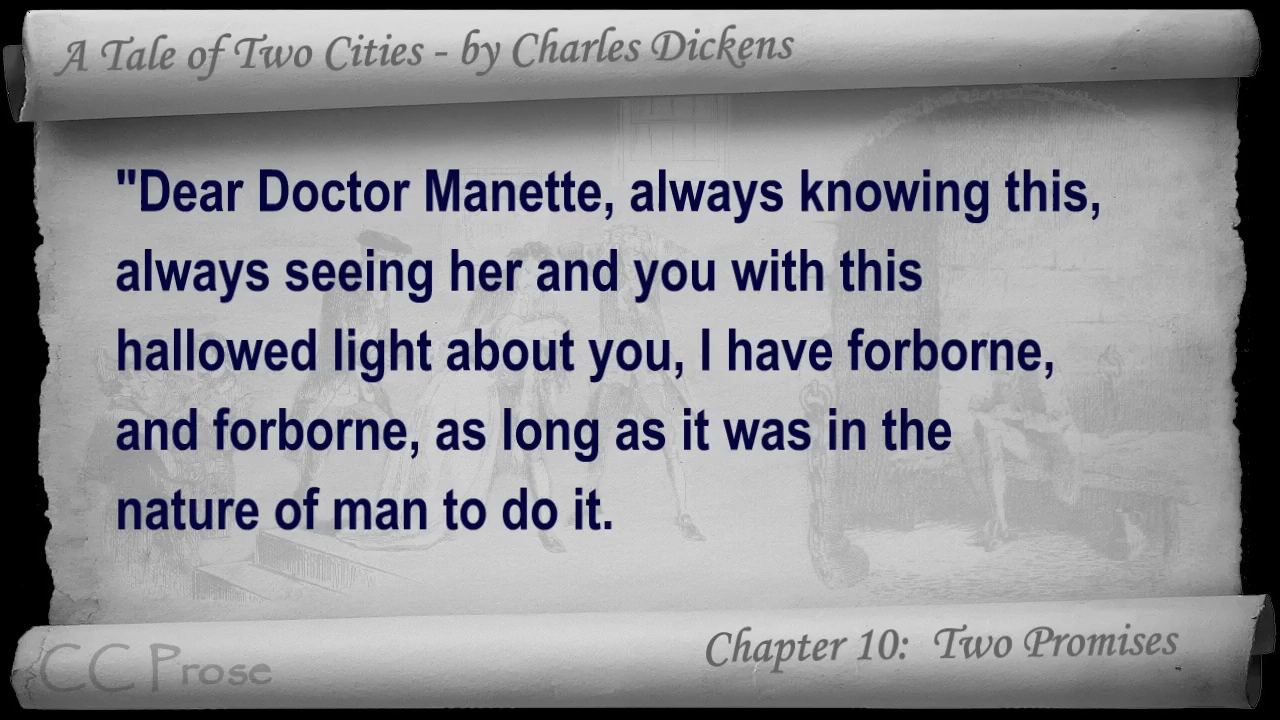 A Tale of Two Cities - by Charles Dickens
"Dear Doctor Manette, always knowing this,
always seeing her and you with this
hallowed light about you, I have forborne,
and forborne, as long as it was in the
nature of man to do it.
Chapter 10: Two Promises
CC Prose